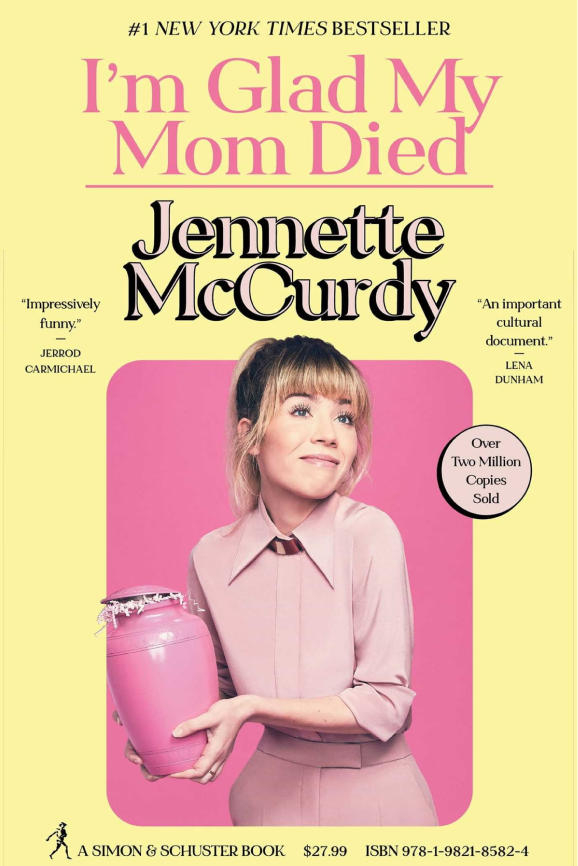 #1 NEW YORK TIMES BESTSELLER
I’m Glad My
Mom Died
Jennette
McCurdy
“Impressively
funny.”
—
JERROD
CARMICHAEL
“An important
cultural
document.”
—
LENA
DUNHAM
Over
Two Million
Copies
Sold
A SIMON & SCHUSTER BOOK $27.99 ISBN 978-1-9821-8582-4